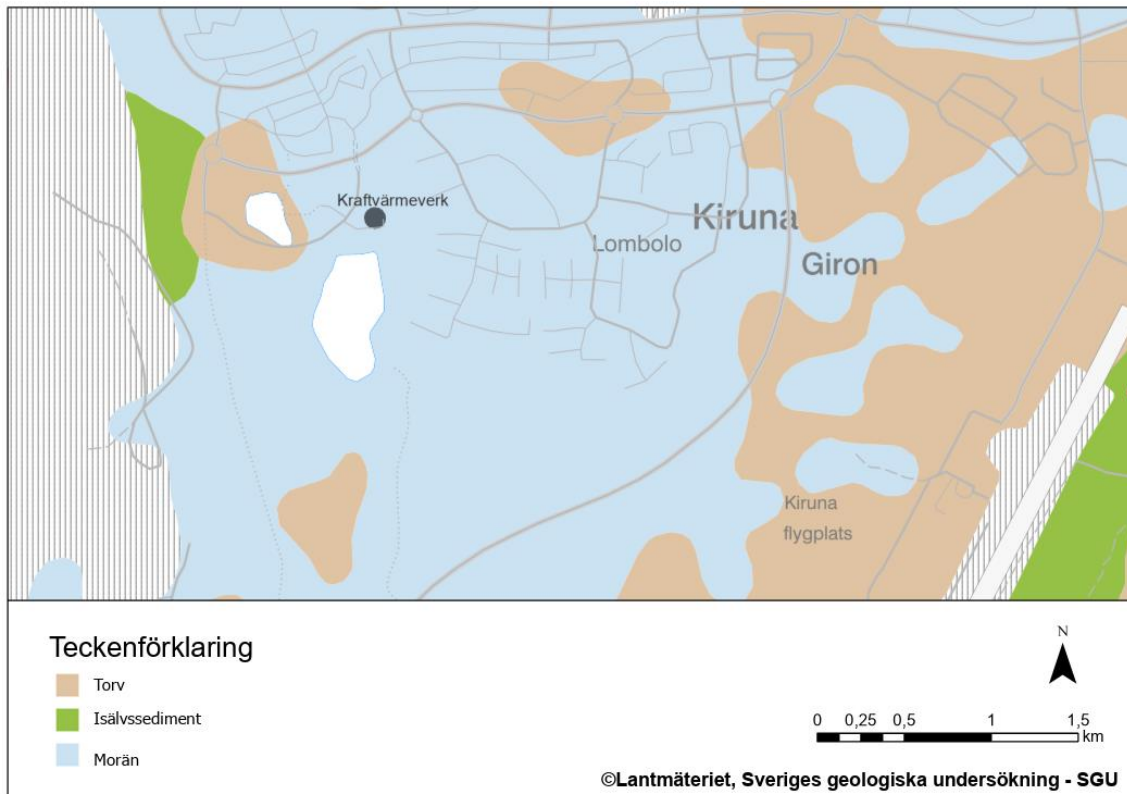 Kraftvärmeverk
Kiruna
Lombolo
Giron
Kiruna
flygplats
Teckenförklaring
Torv
Isälvssediment
Morän
N
0 0,25 0,5 1 1,5
km
©Lantmäteriet, Sveriges geologiska undersökning - SGU